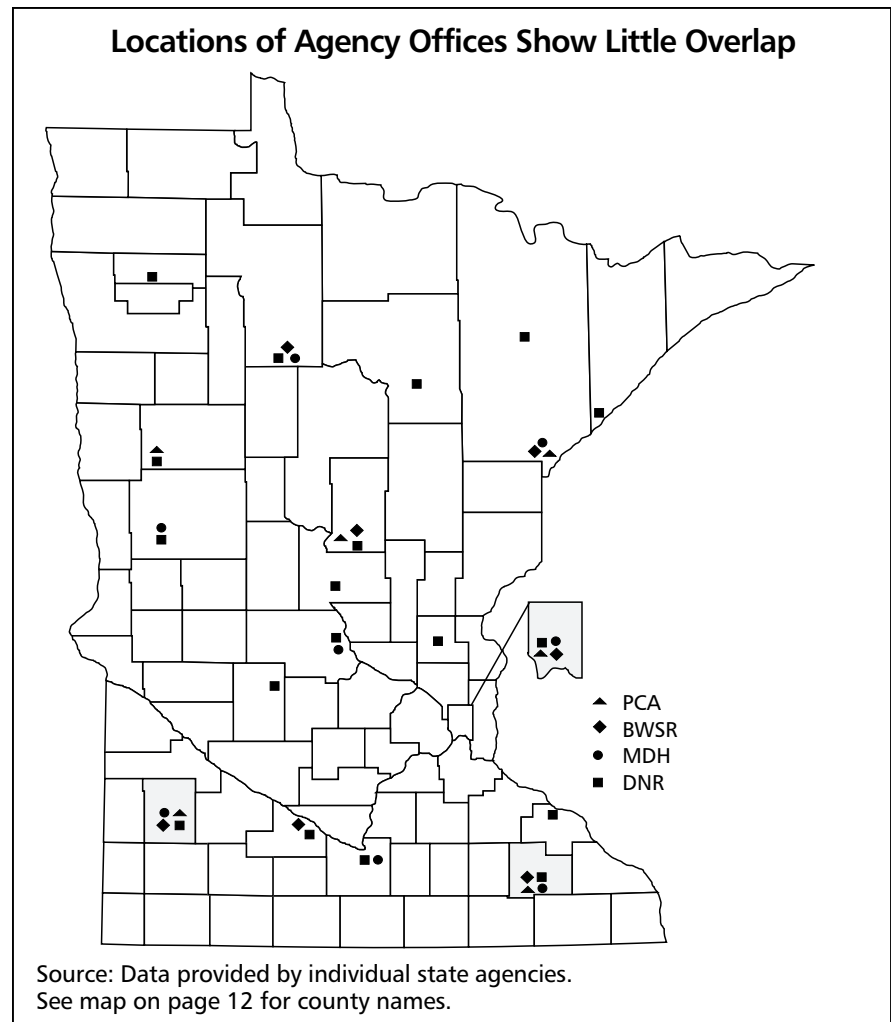 Locations of Agency Offices Show Little Overlap
PCA
BWSR
MDH
DNR
Source: Data provided by individual state agencies.
See map on page 12 for county names.